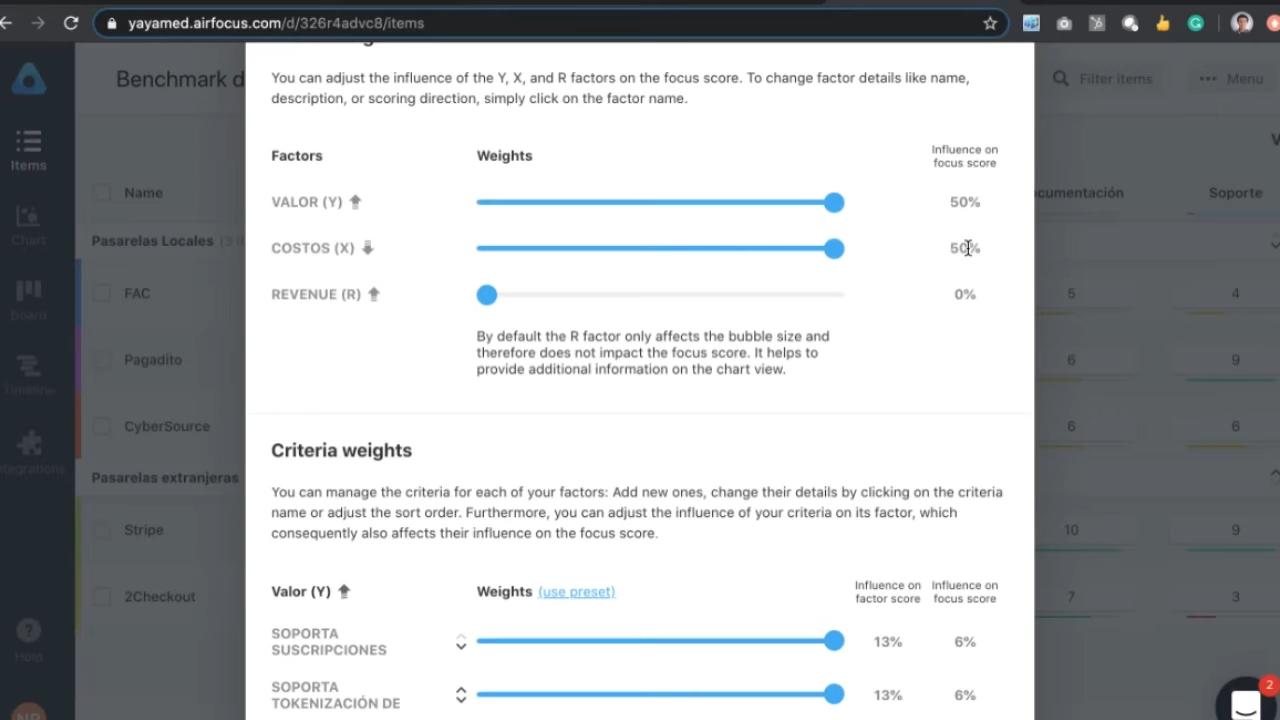 yayamed.airfocus.com/d/326r4advc8/items
Benchmark d
Filter items
Menu
You can adjust the influence of the Y, X, and R factors on the focus score. To change factor details like name,
description, or scoring direction, simply click on the factor name.
Factors
Weights
Influence on
focus score
VALOR (Y)
50%
COSTOS (X)
50%
REVENUE (R)
0%
By default the R factor only affects the bubble size and
therefore does not impact the focus score. It helps to
provide additional information on the chart view.
Criteria weights
You can manage the criteria for each of your factors: Add new ones, change their details by clicking on the criteria
name or adjust the sort order. Furthermore, you can adjust the influence of your criteria on its factor, which
consequently also affects their influence on the focus score.
Valor (Y)
Weights (use preset)
Influence on
factor score
Influence on
focus score
SOPORTA
SUSCRIPCIONES
13%
6%
SOPORTA
TOKENIZACIÓN DE
13%
6%
Items
Chart
Board
Timeline
Integrations
Help
Name
Pasarelas Locales
FAC
Pagadito
CyberSource
Pasarelas extranjeras
Stripe
2Checkout
cumentación
Soporte
5
4
6
9
6
6
10
9
7
3
2